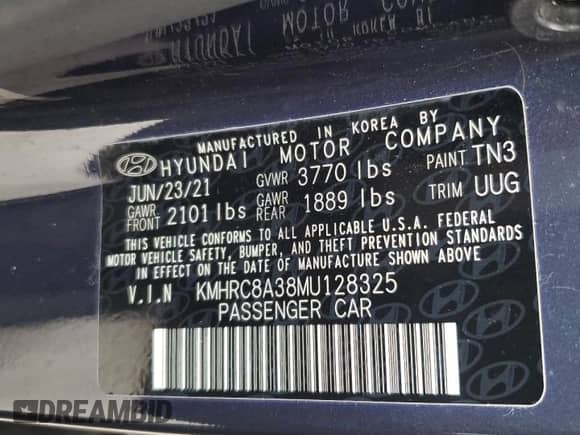 MANUFACTURED IN KOREA BY
HYUNDAI MOTOR COMPANY
JUN/23/21 GVWR 3770 lbs PAINT TN3
GAWR FRONT 2101 lbs GAWR REAR 1889 lbs TRIM UUG
THIS VEHICLE CONFORMS TO ALL APPLICABLE U.S.A. FEDERAL
MOTOR VEHICLE SAFETY, BUMPER, AND THEFT PREVENTION STANDARDS
IN EFFECT ON THE DATE OF MANUFACTURE SHOWN ABOVE
V.I.N KMHRC8A38MU128325
PASSENGER CAR
DREAMBID